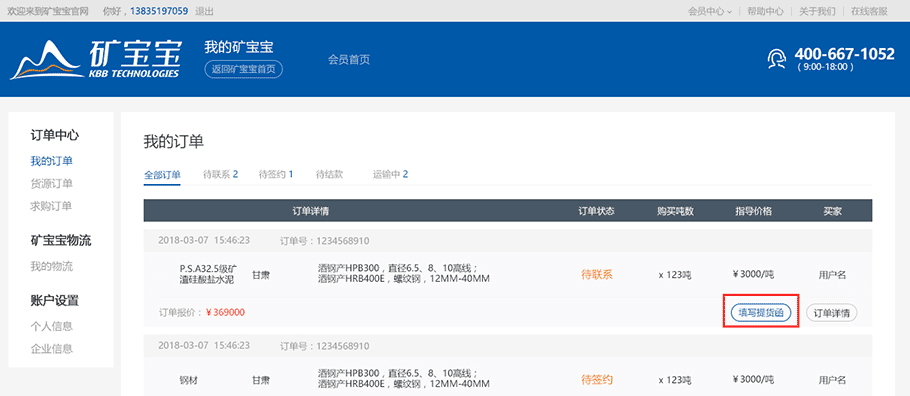 欢迎来到矿宝宝官网 你好，13835197059 退出 会员中心 帮助中心 关于我们 在线客服
矿宝宝
KBB TECHNOLOGIES
我的矿宝宝
返回矿宝宝首页
会员首页
400-667-1052
（9:00-18:00）
订单中心
我的订单
货源订单
求购订单
矿宝宝物流
我的物流
账户设置
个人信息
企业信息
我的订单
全部订单 待联系 2 待签约 1 待结款 运输中 2
订单详情 订单状态 购买吨数 指导价格 买家
2018-03-07 15:46:23 订单号：1234568910
P.S.A32.5级矿
渣硅酸盐水泥
甘肃
酒钢产HPB300，直径6.5、8、10高线；
酒钢产HRB400E，螺纹钢，12MM-40MM
待联系 x 123吨 ￥3000/吨 用户名
订单报价：￥369000 填写提货函 订单详情
2018-03-07 15:46:23 订单号：1234568910
钢材 甘肃
酒钢产HPB300，直径6.5、8、10高线；
酒钢产HRB400E，螺纹钢，12MM-40MM
待签约 x 123吨 ￥3000/吨 用户名